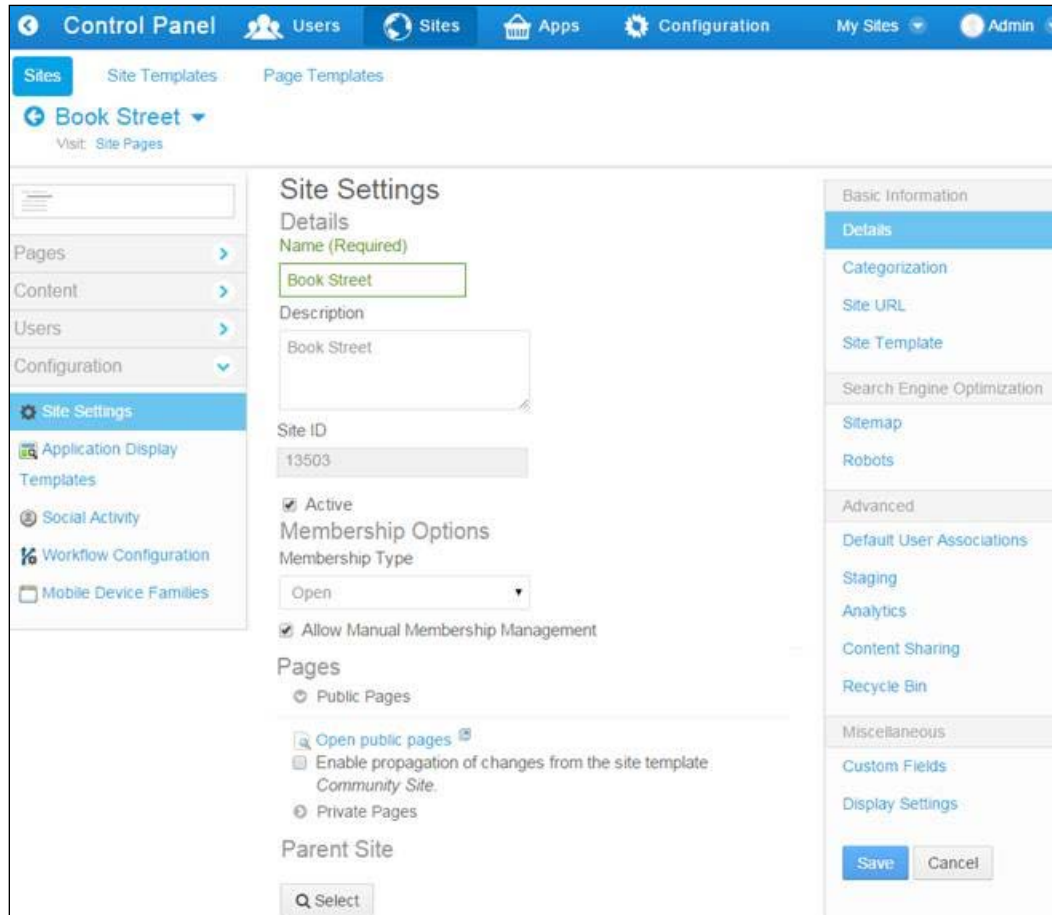 Control Panel Users Sites Apps Configuration My Sites Admin
Sites Site Templates Page Templates
Book Street
Visit: Site Pages
Pages
Content
Users
Configuration
Site Settings
Application Display
Templates
Social Activity
Workflow Configuration
Mobile Device Families
Site Settings
Details
Name (Required)
Book Street
Description
Book Street
Site ID
13503
Active
Membership Options
Membership Type
Open
Allow Manual Membership Management
Pages
Public Pages
Open public pages
Enable propagation of changes from the site template
Community Site.
Private Pages
Parent Site
Select
Basic Information
Details
Categorization
Site URL
Site Template
Search Engine Optimization
Sitemap
Robots
Advanced
Default User Associations
Staging
Analytics
Content Sharing
Recycle Bin
Miscellaneous
Custom Fields
Display Settings
Save Cancel